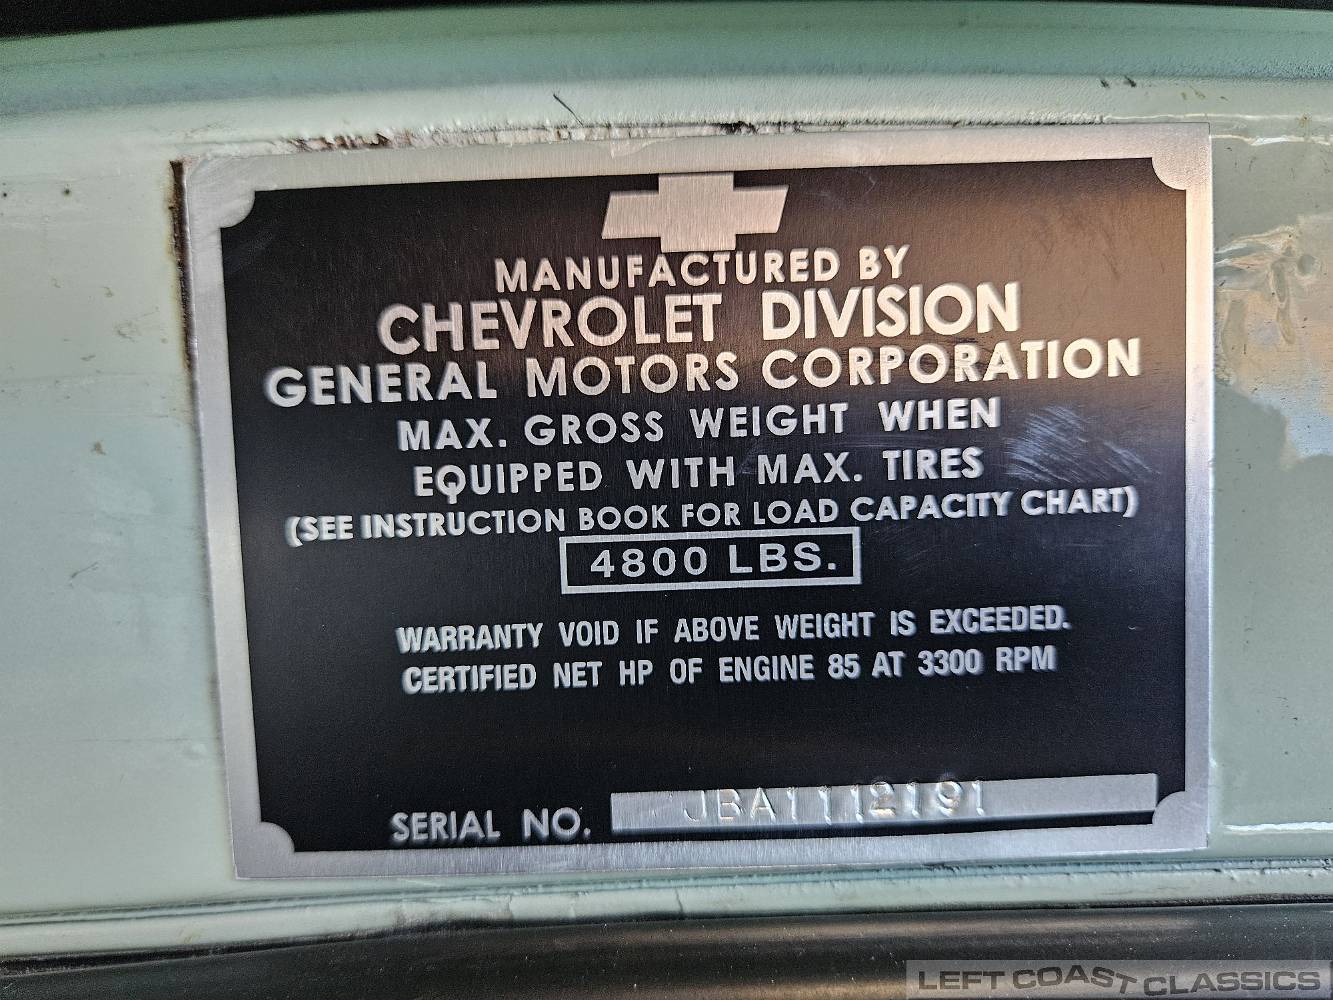 MANUFACTURED BY
CHEVROLET DIVISION
GENERAL MOTORS CORPORATION
MAX. GROSS WEIGHT WHEN
EQUIPPED WITH MAX. TIRES
(SEE INSTRUCTION BOOK FOR LOAD CAPACITY CHART)
4800 LBS.
WARRANTY VOID IF ABOVE WEIGHT IS EXCEEDED.
CERTIFIED NET HP OF ENGINE 85 AT 3300 RPM
SERIAL NO. JBA1112191
LEFT COAST CLASSICS